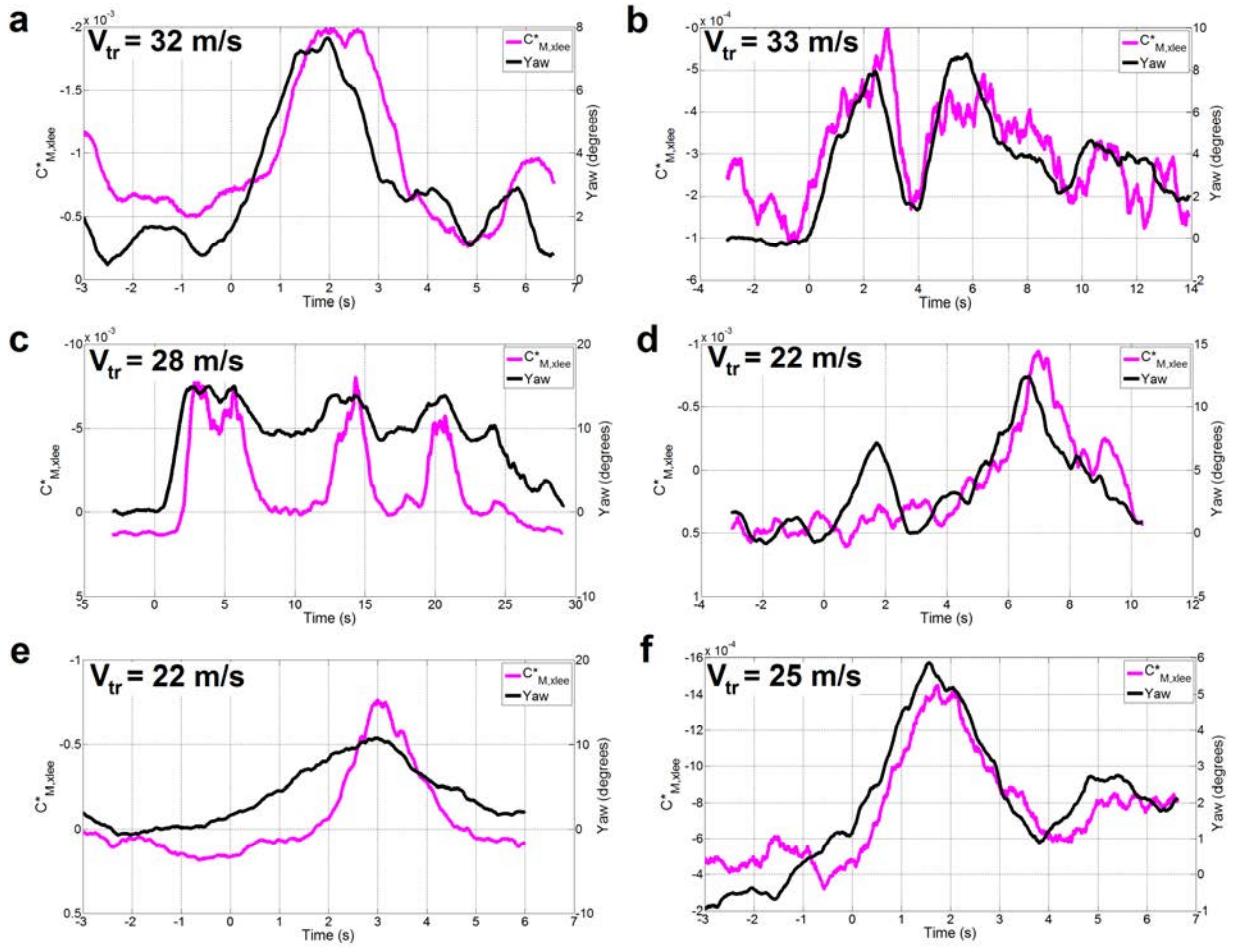 a
V_tr = 32 m/s
-2 x 10^-3
-1.5
-1
-0.5
0
C*_M,xlee
8
6
4
2
0
Yaw (degrees)
C*_M,xlee
Yaw
-3 -2 -1 0 1 2 3 4 5 6 7
Time (s)
b
V_tr = 33 m/s
-0 x 10^-4
-5
-4
-3
-2
-1
-6
C*_M,xlee
10
8
6
4
2
0
-2
Yaw (degrees)
C*_M,xlee
Yaw
-4 -2 0 2 4 6 8 10 12 14
Time (s)
c
V_tr = 28 m/s
-10 x 10^-3
-5
0
5
C*_M,xlee
20
10
0
-10
Yaw (degrees)
C*_M,xlee
Yaw
-5 0 5 10 15 20 25 30
Time (s)
d
V_tr = 22 m/s
-1 x 10^-3
-0.5
0
0.5
1
C*_M,xlee
15
10
5
0
-5
Yaw (degrees)
C*_M,xlee
Yaw
-4 -2 0 2 4 6 8 10 12
Time (s)
e
V_tr = 22 m/s
-1
-0.5
0
0.5
C*_M,xlee
20
10
0
-10
Yaw (degrees)
C*_M,xlee
Yaw
-3 -2 -1 0 1 2 3 4 5 6 7
Time (s)
f
V_tr = 25 m/s
-16 x 10^-4
-14
-12
-10
-8
-6
-4
-2
C*_M,xlee
6
5
4
3
2
1
0
-1
Yaw (degrees)
C*_M,xlee
Yaw
-3 -2 -1 0 1 2 3 4 5 6 7
Time (s)